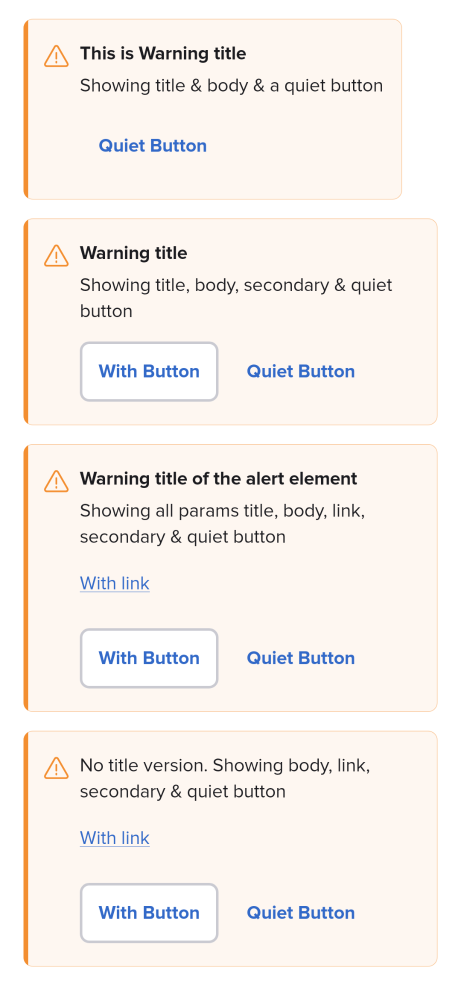 This is Warning title
Showing title & body & a quiet button
Quiet Button
Warning title
Showing title, body, secondary & quiet
button
With Button Quiet Button
Warning title of the alert element
Showing all params title, body, link,
secondary & quiet button
With link
With Button Quiet Button
No title version. Showing body, link,
secondary & quiet button
With link
With Button Quiet Button